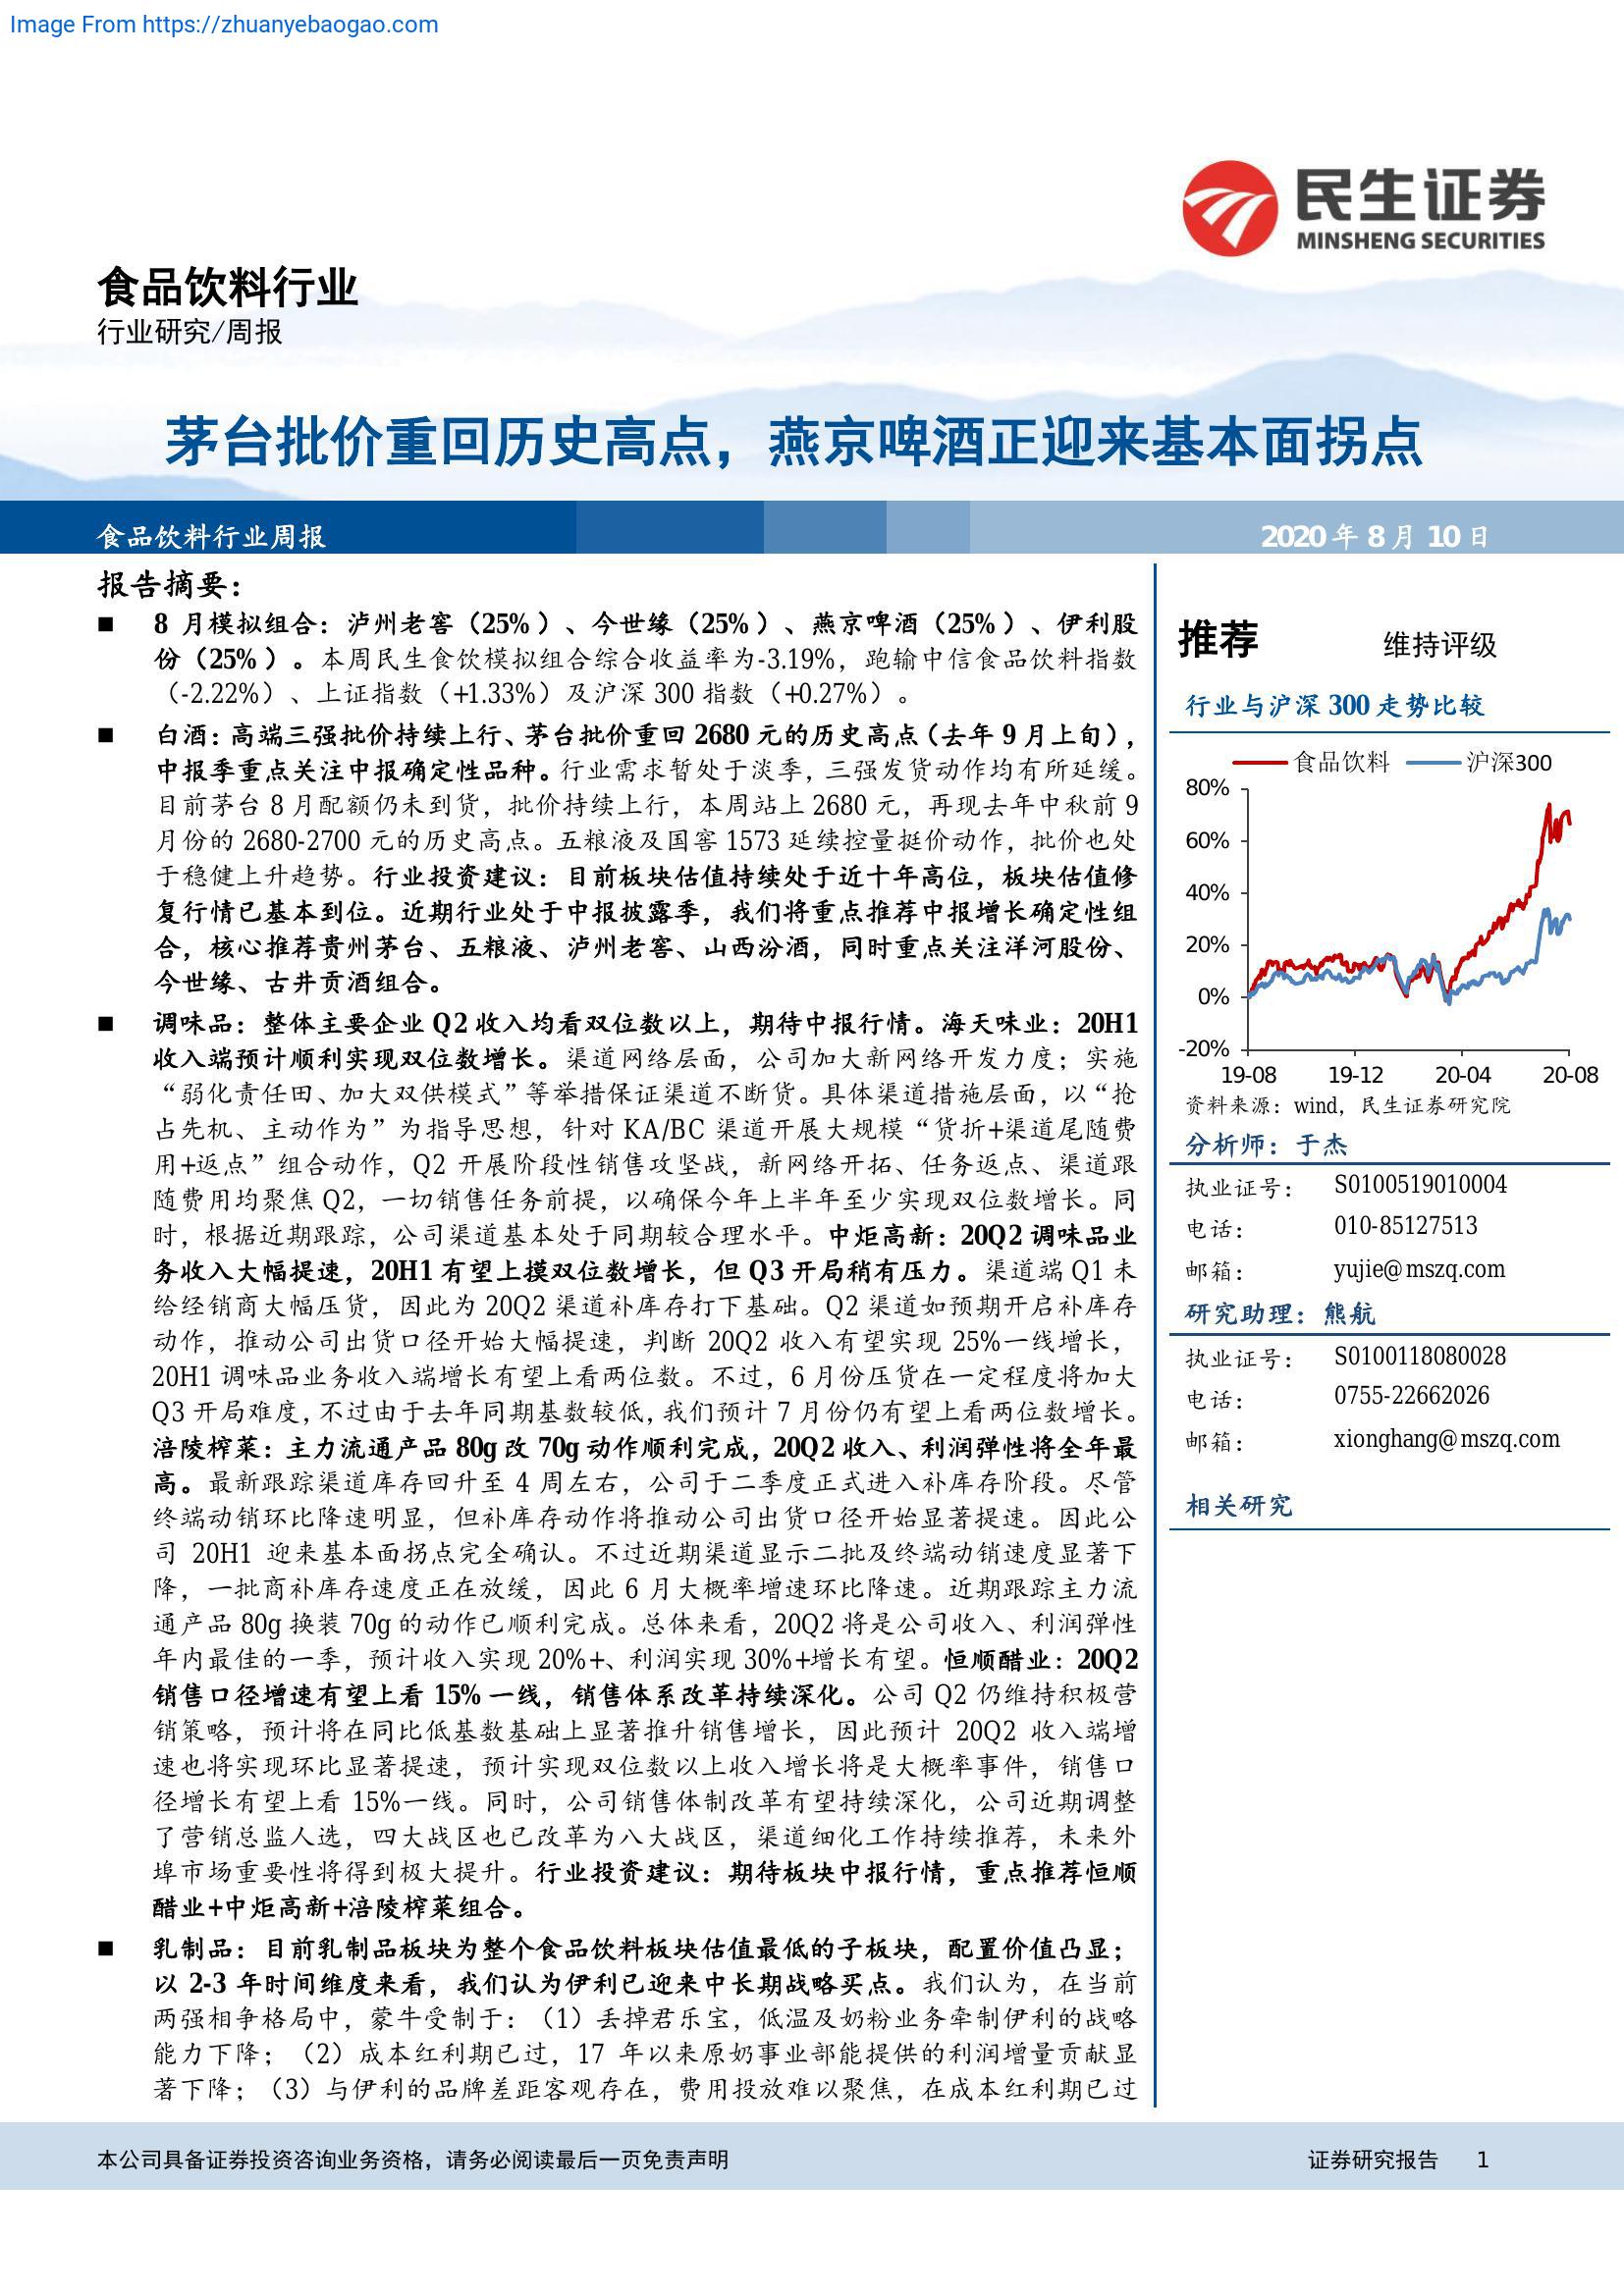 Image From https://zhuanyebaogao.com
民生证券
MINSHENG SECURITIES
食品饮料行业
行业研究/周报
茅台批价重回历史高点，燕京啤酒正迎来基本面拐点
食品饮料行业周报
2020 年 8 月 10 日
报告摘要：
■ 8 月模拟组合：泸州老窖（25%）、今世缘（25%）、燕京啤酒（25%）、伊利股
份（25%）。本周民生食饮模拟组合综合收益率为-3.19%，跑输中信食品饮料指数
（-2.22%）、上证指数（+1.33%）及沪深 300 指数（+0.27%）。
■ 白酒：高端三强批价持续上行、茅台批价重回 2680 元的历史高点（去年 9 月上旬），
中报季重点关注中报确定性品种。行业需求暂处于淡季，三强发货动作均有所延缓。
目前茅台 8 月配额仍未到货，批价持续上行，本周站上 2680 元，再现去年中秋前 9
月份的 2680-2700 元的历史高点。五粮液及国窖 1573 延续控量挺价动作，批价也处
于稳健上升趋势。行业投资建议：目前板块估值持续处于近十年高位，板块估值修
复行情已基本到位。近期行业处于中报披露季，我们将重点推荐中报增长确定性组
合，核心推荐贵州茅台、五粮液、泸州老窖、山西汾酒，同时重点关注洋河股份、
今世缘、古井贡酒组合。
■ 调味品：整体主要企业 Q2 收入均看双位数以上，期待中报行情。海天味业：20H1
收入端预计顺利实现双位数增长。渠道网络层面，公司加大新网络开发力度；实施
“弱化责任田、加大双供模式”等举措保证渠道不断货。具体渠道措施层面，以“抢
占先机、主动作为”为指导思想，针对 KA/BC 渠道开展大规模“货折+渠道尾随费
用+返点”组合动作，Q2 开展阶段性销售攻坚战，新网络开拓、任务返点、渠道跟
随费用均聚焦 Q2，一切销售任务前提，以确保今年上半年至少实现双位数增长。同
时，根据近期跟踪，公司渠道基本处于同期较合理水平。中炬高新：20Q2 调味品业
务收入大幅提速，20H1 有望上摸双位数增长，但 Q3 开局稍有压力。渠道端 Q1 未
给经销商大幅压货，因此为 20Q2 渠道补库存打下基础。Q2 渠道如预期开启补库存
动作，推动公司出货口径开始大幅提速，判断 20Q2 收入有望实现 25%一线增长，
20H1 调味品业务收入端增长有望上看两位数。不过，6 月份压货在一定程度将加大
Q3 开局难度，不过由于去年同期基数较低，我们预计 7 月份仍有望上看两位数增长。
涪陵榨菜：主力流通产品 80g 改 70g 动作顺利完成，20Q2 收入、利润弹性将全年最
高。最新跟踪渠道库存回升至 4 周左右，公司于二季度正式进入补库存阶段。尽管
终端动销环比降速明显，但补库存动作将推动公司出货口径开始显著提速。因此公
司 20H1 迎来基本面拐点完全确认。不过近期渠道显示二批及终端动销速度显著下
降，一批商补库存速度正在放缓，因此 6 月大概率增速环比降速。近期跟踪主力流
通产品 80g 换装 70g 的动作已顺利完成。总体来看，20Q2 将是公司收入、利润弹性
年内最佳的一季，预计收入实现 20%+、利润实现 30%+增长有望。恒顺醋业：20Q2
销售口径增速有望上看 15%一线，销售体系改革持续深化。公司 Q2 仍维持积极营
销策略，预计将在同比低基数基础上显著推升销售增长，因此预计 20Q2 收入端增
速也将实现环比显著提速，预计实现双位数以上收入增长将是大概率事件，销售口
径增长有望上看 15%一线。同时，公司销售体制改革有望持续深化，公司近期调整
了营销总监人选，四大战区也已改革为八大战区，渠道细化工作持续推荐，未来外
埠市场重要性将得到极大提升。行业投资建议：期待板块中报行情，重点推荐恒顺
醋业+中炬高新+涪陵榨菜组合。
■ 乳制品：目前乳制品板块为整个食品饮料板块估值最低的子板块，配置价值凸显；
以 2-3 年时间维度来看，我们认为伊利已迎来中长期战略买点。我们认为，在当前
两强相争格局中，蒙牛受制于：（1）丢掉君乐宝，低温及奶粉业务牵制伊利的战略
能力下降；（2）成本红利期已过，17 年以来原奶事业部能提供的利润增量贡献显
著下降；（3）与伊利的品牌差距客观存在，费用投放难以聚焦，在成本红利期已过
推荐 维持评级
行业与沪深 300 走势比较
食品饮料 沪深300
80%
60%
40%
20%
0%
-20%
19-08 19-12 20-04 20-08
资料来源：wind，民生证券研究院
分析师：于杰
执业证号： S0100519010004
电话： 010-85127513
邮箱： yujie@mszq.com
研究助理：熊航
执业证号： S0100118080028
电话： 0755-22662026
邮箱： xionghang@mszq.com
相关研究
本公司具备证券投资咨询业务资格，请务必阅读最后一页免责声明
证券研究报告 1